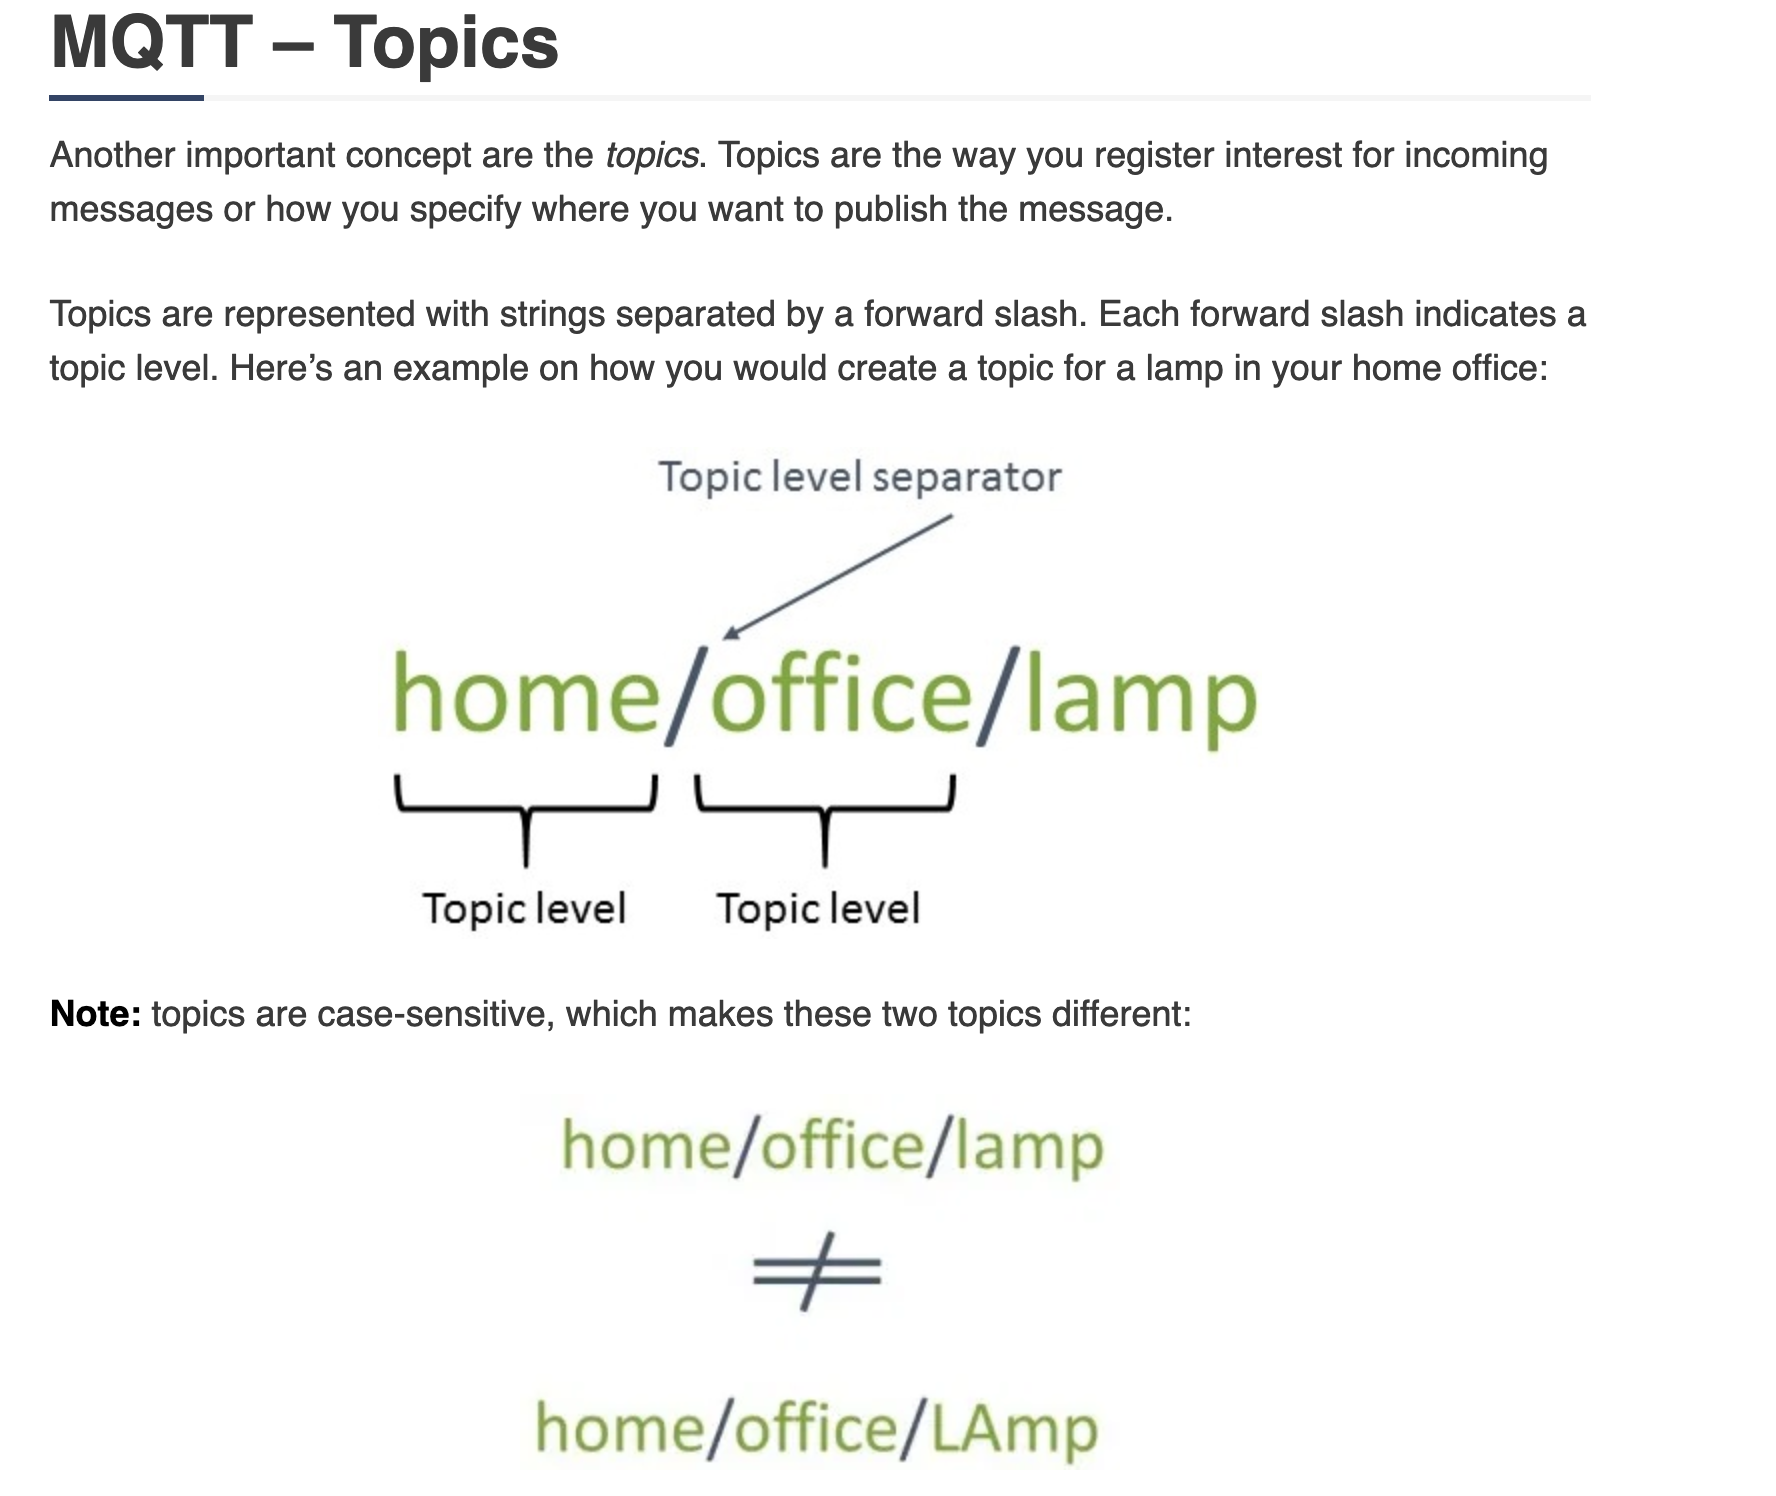 MQTT – Topics
Another important concept are the topics. Topics are the way you register interest for incoming
messages or how you specify where you want to publish the message.
Topics are represented with strings separated by a forward slash. Each forward slash indicates a
topic level. Here’s an example on how you would create a topic for a lamp in your home office:
Topic level separator
home/office/lamp
Topic level Topic level
Note: topics are case-sensitive, which makes these two topics different:
home/office/lamp
≠
home/office/LAmp